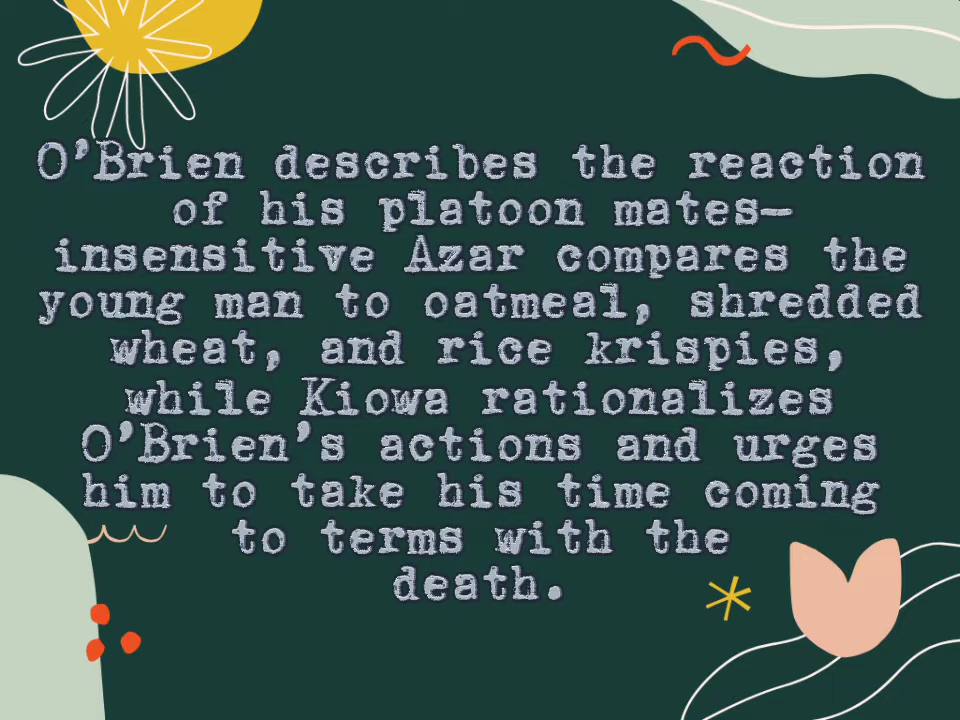 O'Brien describes the reaction
of his platoon mates—
insensitive Azar compares the
young man to oatmeal, shredded
wheat, and rice krispies,
while Kiowa rationalizes
O'Brien's actions and urges
him to take his time coming
to terms with the
death.